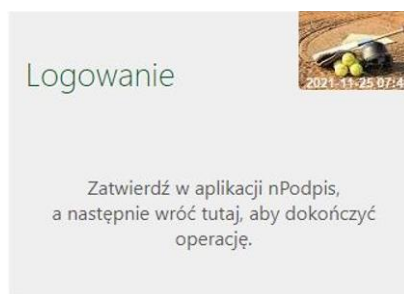 Logowanie
2021-11-25 07:4
Zatwierdź w aplikacji nPodpis,
a następnie wróć tutaj, aby dokończyć
operację.